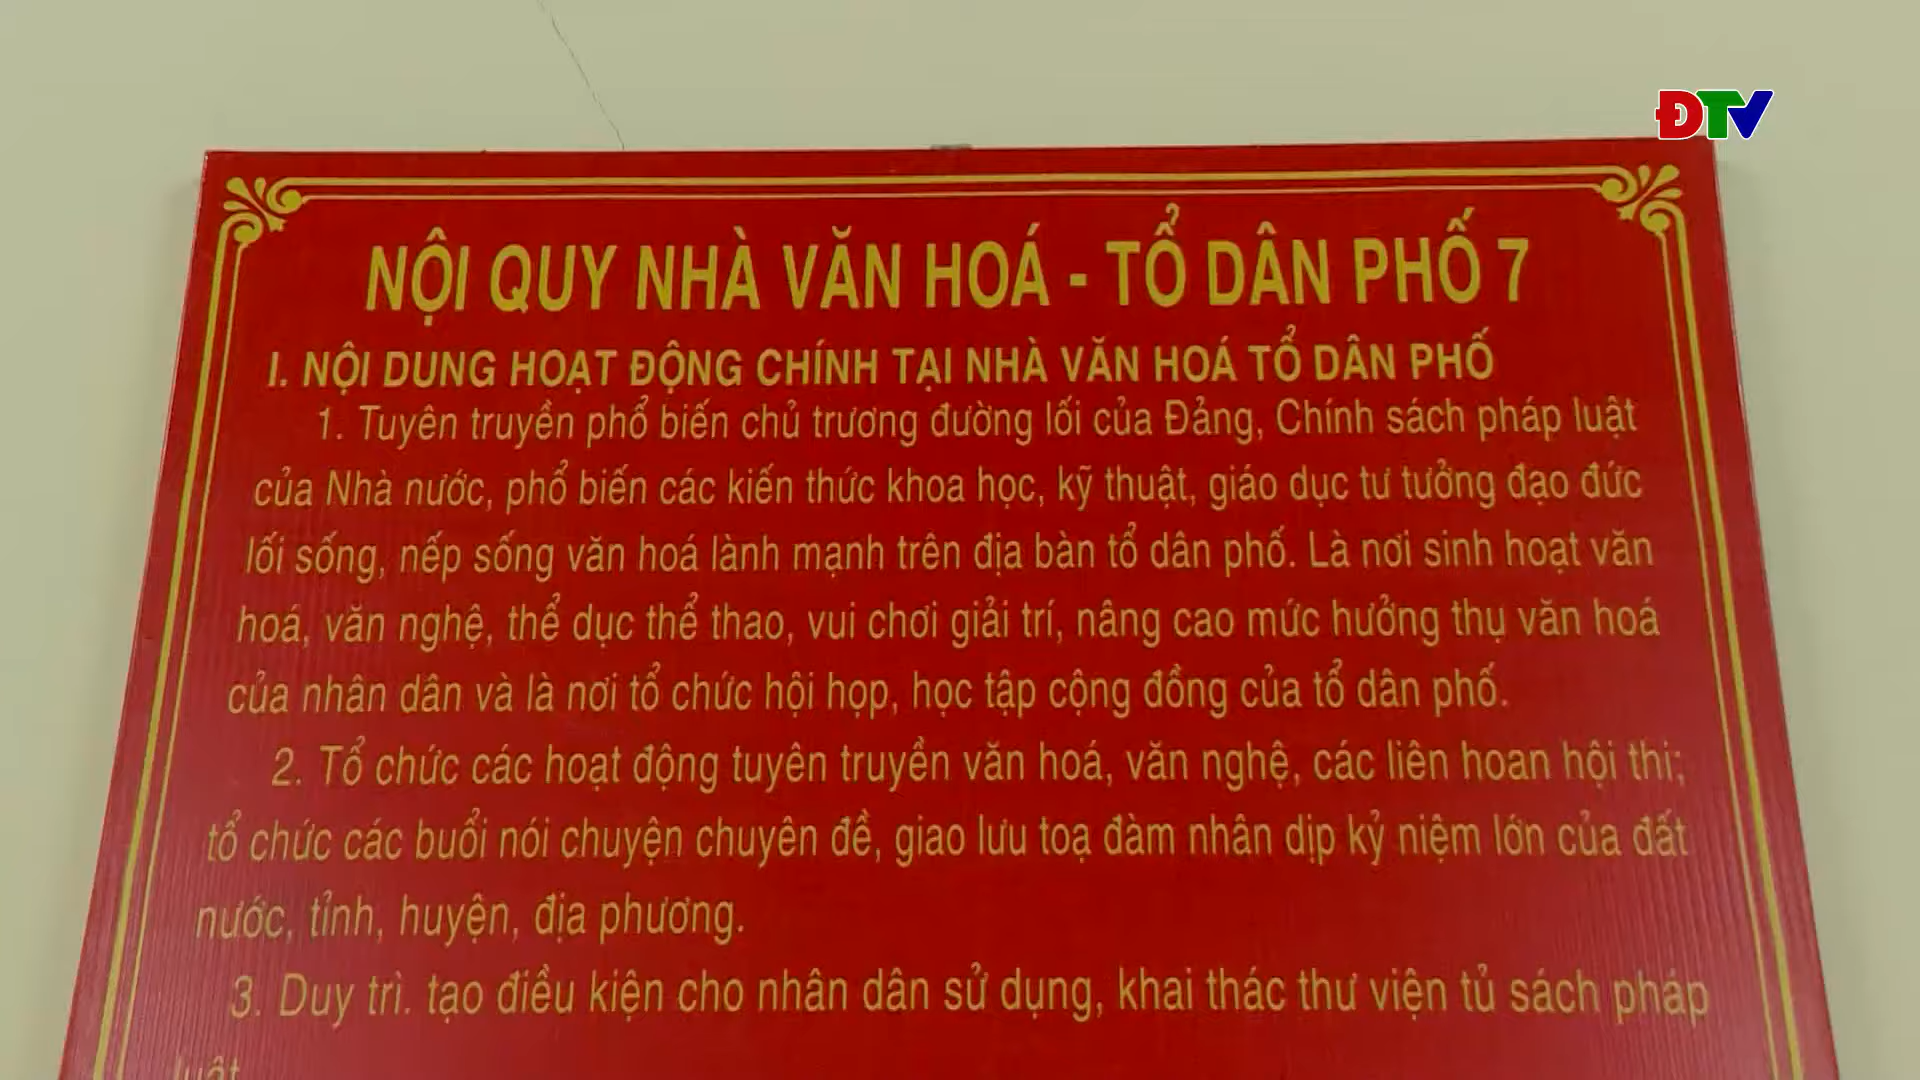 ĐTV
NỘI QUY NHÀ VĂN HOÁ - TỔ DÂN PHỐ 7
I. NỘI DUNG HOẠT ĐỘNG CHÍNH TẠI NHÀ VĂN HOÁ TỔ DÂN PHỐ
1. Tuyên truyền phổ biến chủ trương đường lối của Đảng, Chính sách pháp luật
của Nhà nước, phổ biến các kiến thức khoa học, kỹ thuật, giáo dục tư tưởng đạo đức
lối sống, nếp sống văn hoá lành mạnh trên địa bàn tổ dân phố. Là nơi sinh hoạt văn
hoá, văn nghệ, thể dục thể thao, vui chơi giải trí, nâng cao mức hưởng thụ văn hoá
của nhân dân và là nơi tổ chức hội họp, học tập cộng đồng của tổ dân phố.
2. Tổ chức các hoạt động tuyên truyền văn hoá, văn nghệ, các liên hoan hội thi;
tổ chức các buổi nói chuyện chuyên đề, giao lưu toạ đàm nhân dịp kỷ niệm lớn của đất
nước, tỉnh, huyện, địa phương.
3. Duy trì. tạo điều kiện cho nhân dân sử dụng, khai thác thư viện tủ sách pháp
luật